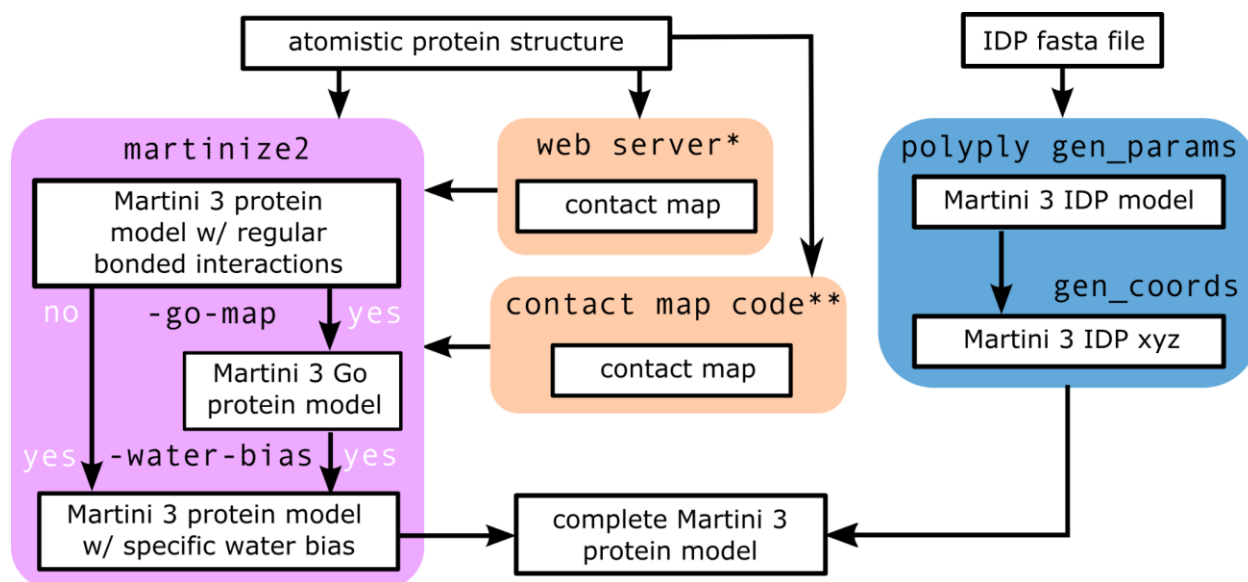 atomistic protein structure
IDP fasta file
martinize2
Martini 3 protein
model w/ regular
bonded interactions
no
-go-map
yes
Martini 3 Go
protein model
yes
-water-bias
yes
Martini 3 protein model
w/ specific water bias
web server*
contact map
contact map code**
contact map
polyply gen_params
Martini 3 IDP model
gen_coords
Martini 3 IDP xyz
complete Martini 3
protein model